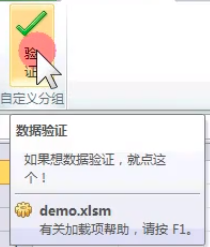 验
证
自定义分组
数据验证
如果想数据验证，就点这
个！
demo.xlsm
有关加载项帮助，请按 F1。